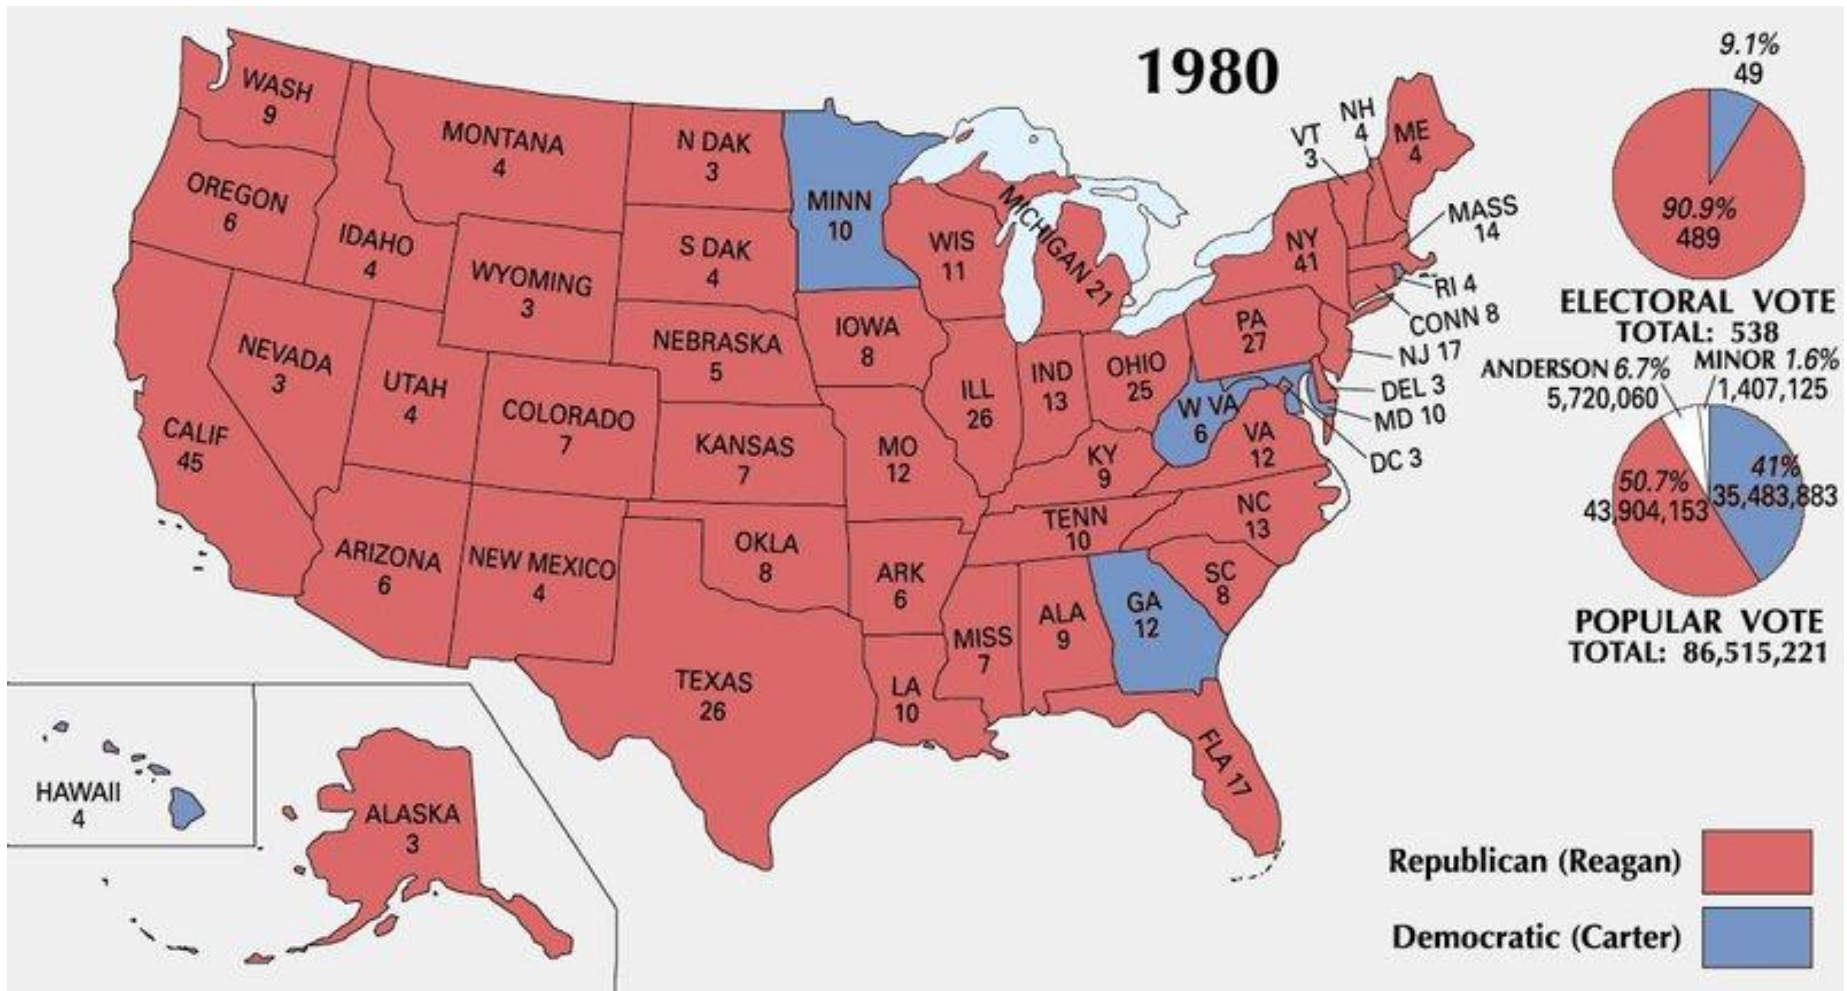 1980
WASH
9
OREGON
6
IDAHO
4
MONTANA
4
N DAK
3
MINN
10
S DAK
4
WYOMING
3
NEBRASKA
5
IOWA
8
WIS
11
MICHIGAN 21
NEVADA
3
UTAH
4
COLORADO
7
CALIF
45
KANSAS
7
MO
12
ILL
26
IND
13
OHIO
25
KY
9
W VA
6
VA
12
PA
27
NY
41
VT
3
NH
4
ME
4
MASS
14
RI 4
CONN 8
NJ 17
DEL 3
MD 10
DC 3
ARIZONA
6
NEW MEXICO
4
OKLA
8
ARK
6
TENN
10
NC
13
SC
8
GA
12
ALA
9
MISS
7
LA
10
TEXAS
26
FLA 17
HAWAII
4
ALASKA
3
9.1%
49
90.9%
489
ELECTORAL VOTE
TOTAL: 538
ANDERSON 6.7%
5,720,060
MINOR 1.6%
1,407,125
50.7%
43,904,153
41%
35,483,883
POPULAR VOTE
TOTAL: 86,515,221
Republican (Reagan)
Democratic (Carter)